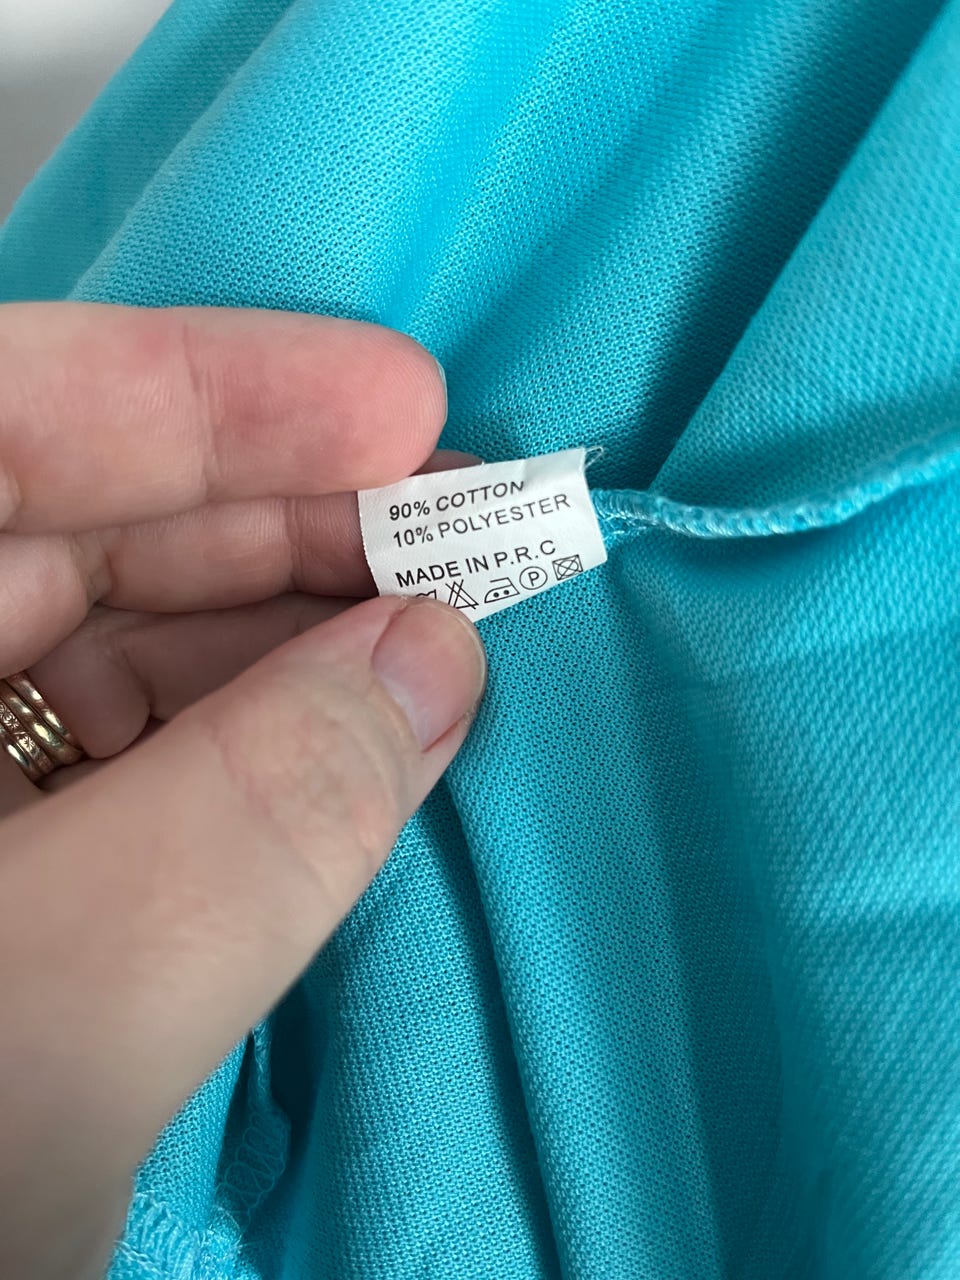 90% COTTON
10% POLYESTER
MADE IN P.R.C
P